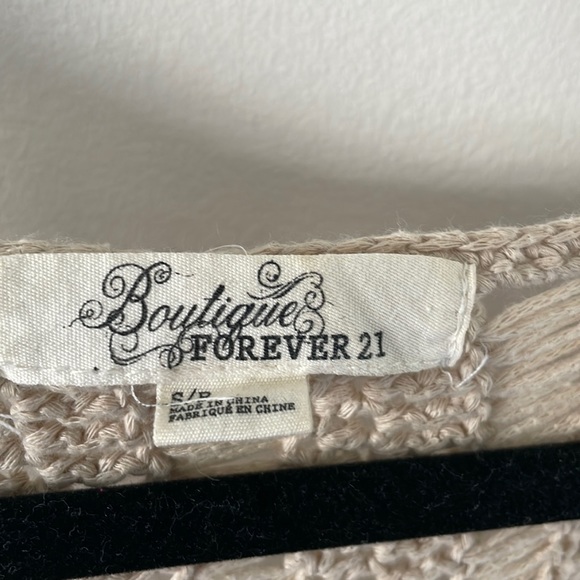 Boutique
FOREVER 21
S/P
MADE IN CHINA
FABRIQUÉ EN CHINE